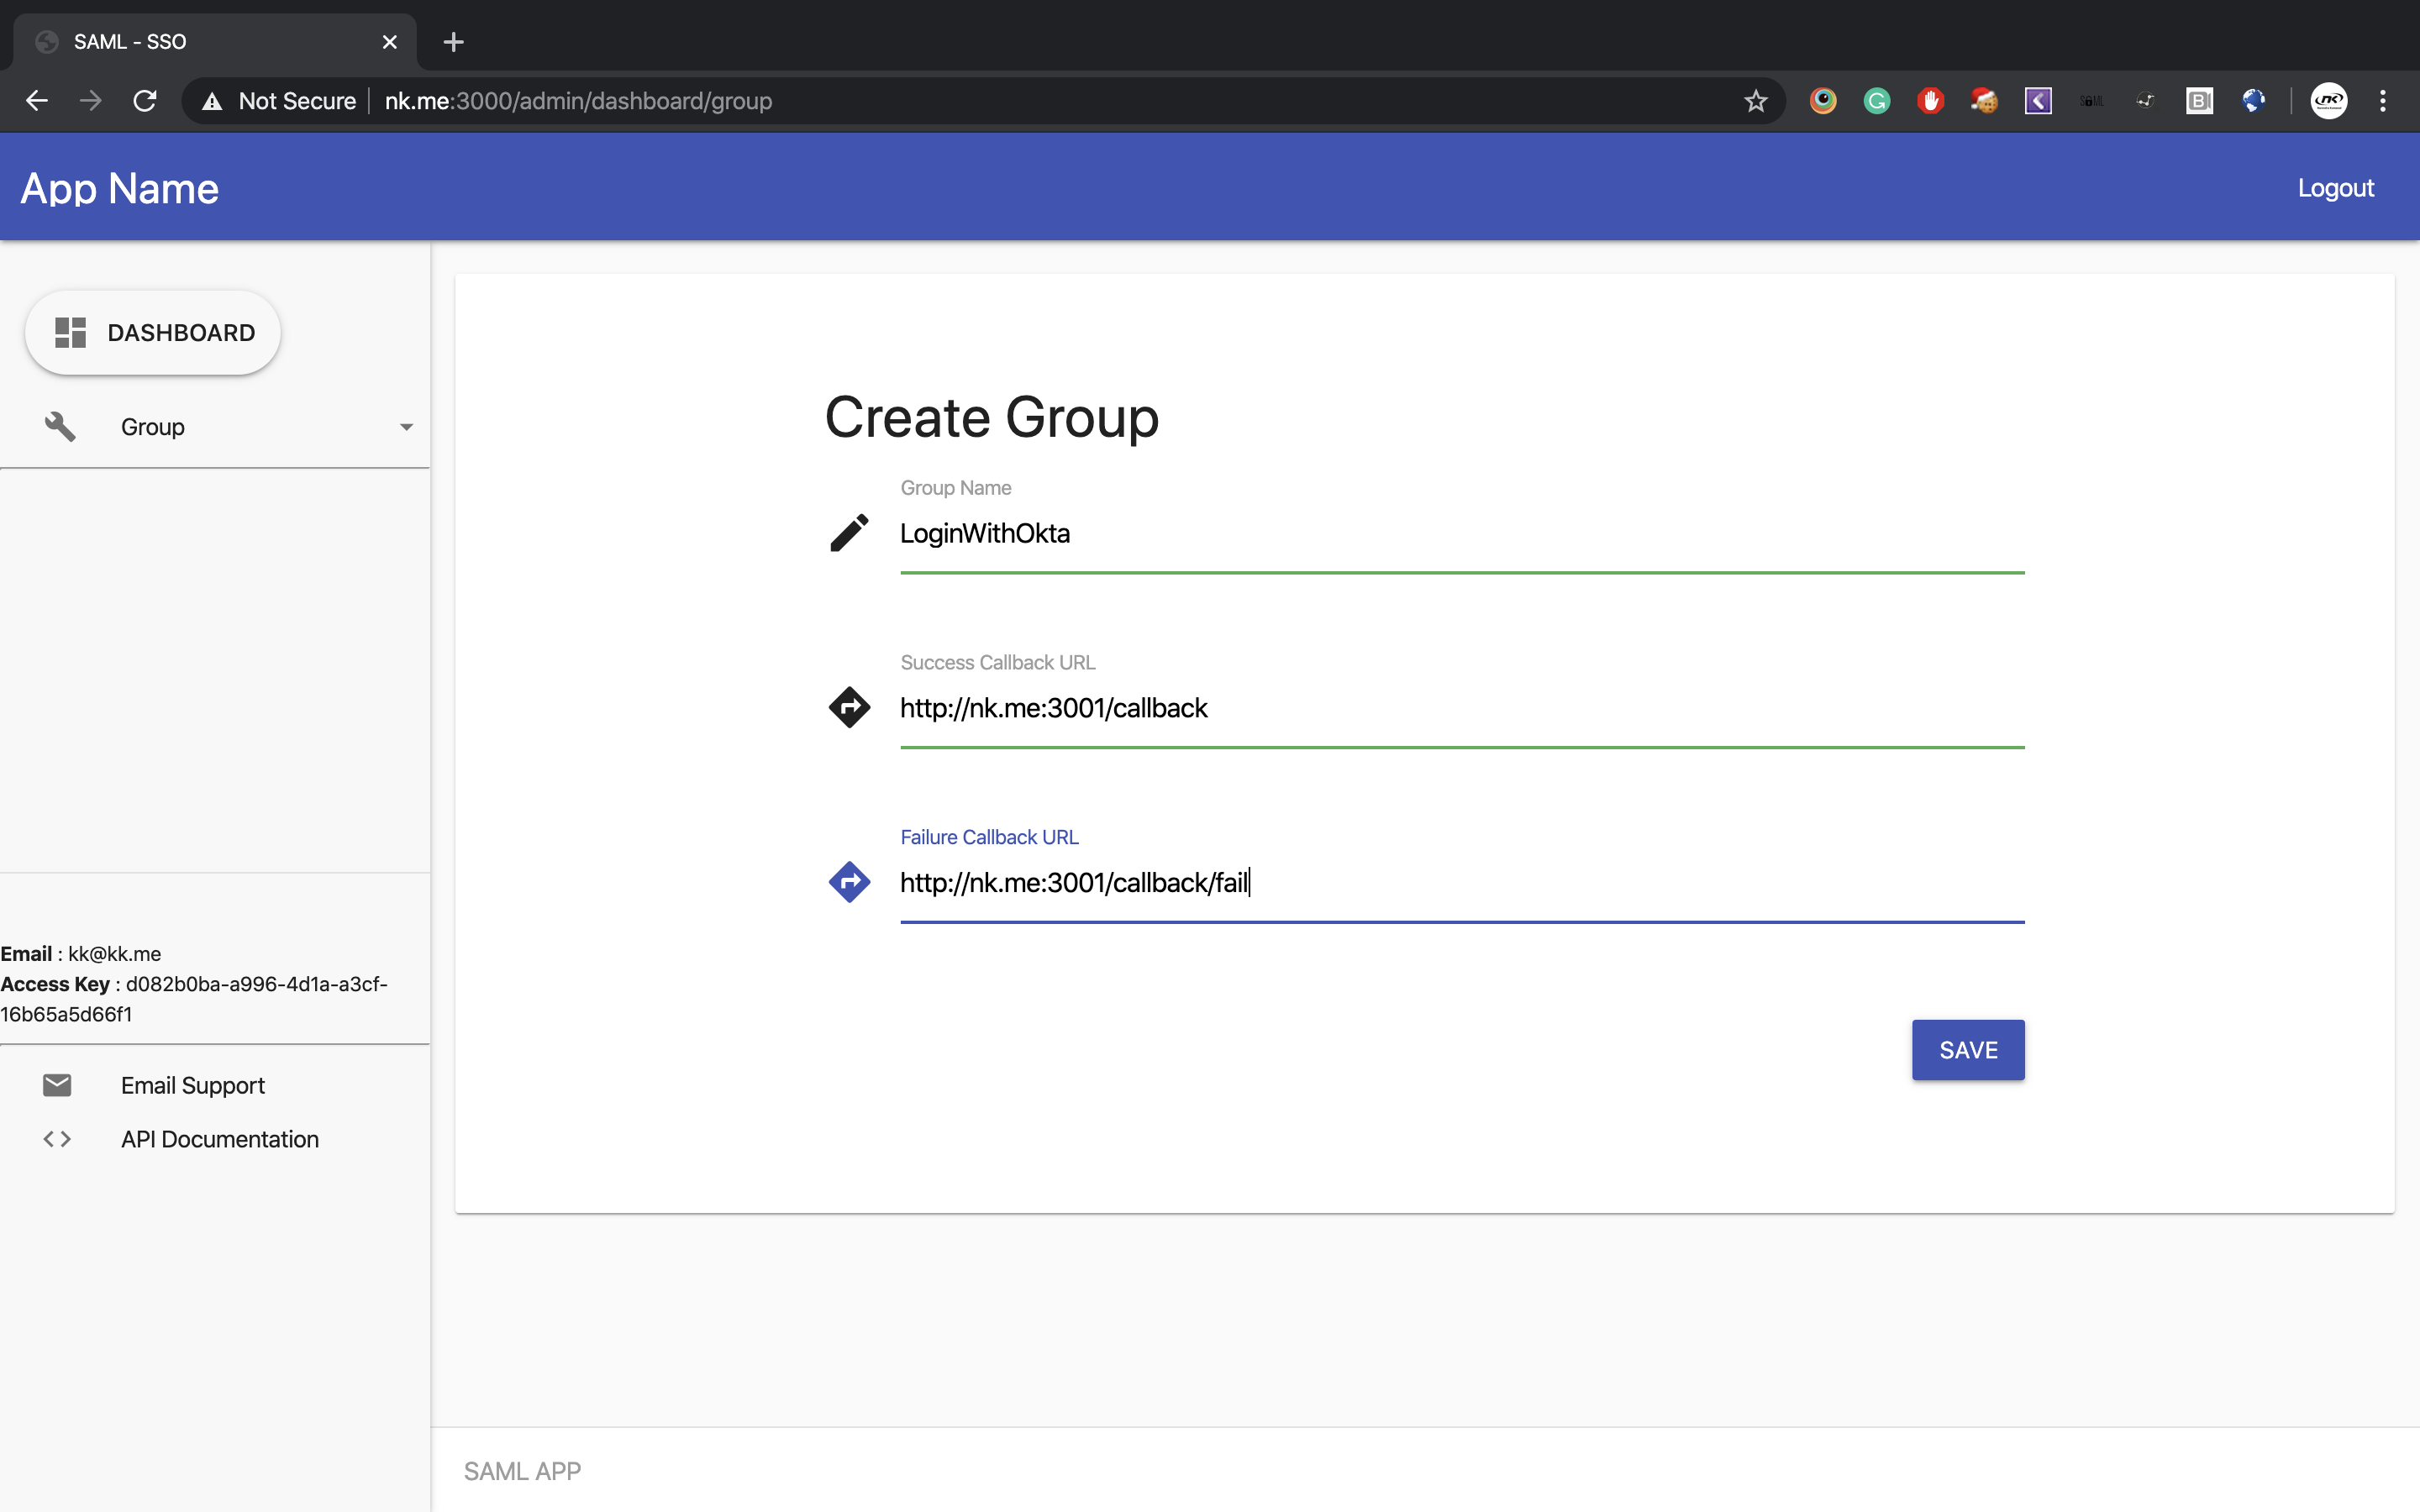 SAML - SSO
Not Secure
nk.me:3000/admin/dashboard/group
App Name
Logout
DASHBOARD
Group
Create Group
Group Name
LoginWithOkta
Success Callback URL
http://nk.me:3001/callback
Failure Callback URL
http://nk.me:3001/callback/fail
SAVE
Email : kk@kk.me
Access Key : d082b0ba-a996-4d1a-a3cf-
16b65a5d66f1
Email Support
API Documentation
SAML APP